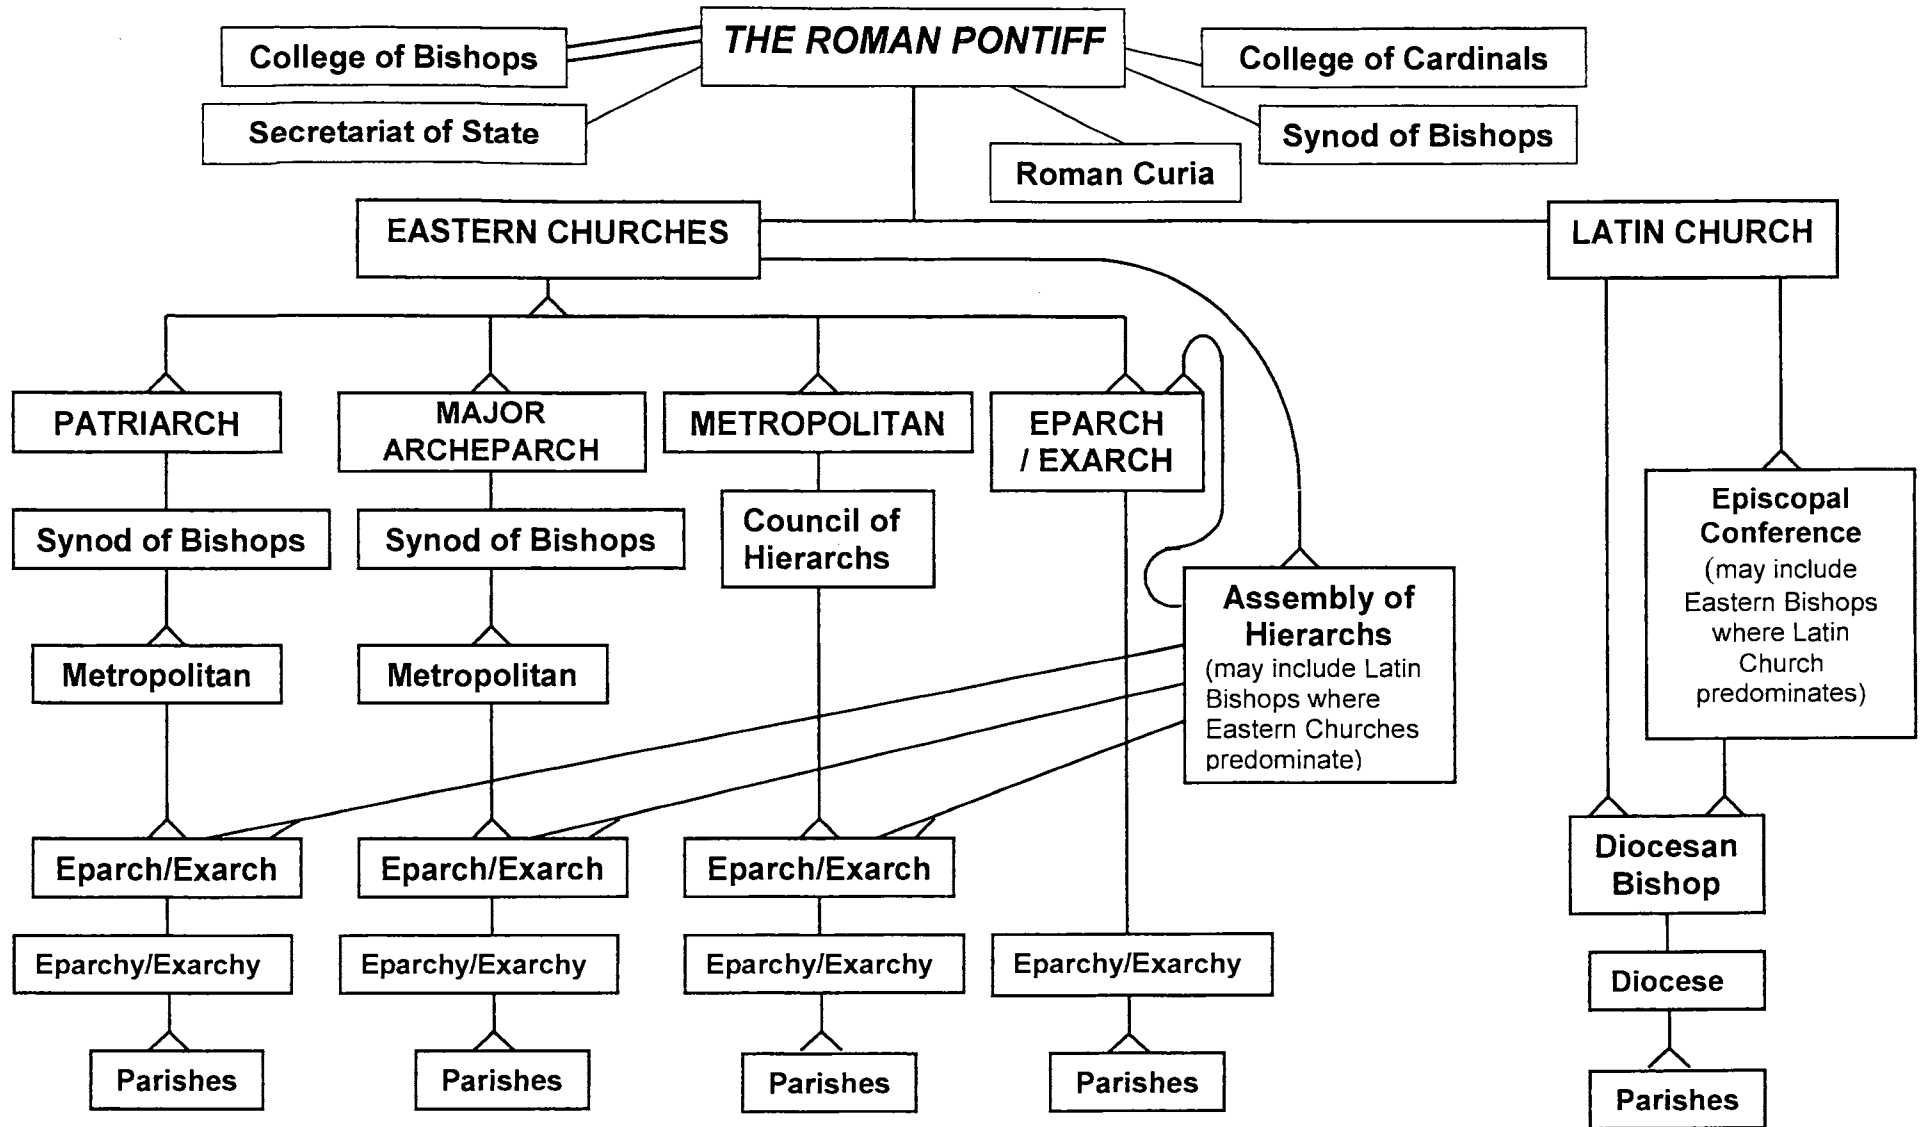 THE ROMAN PONTIFF
College of Bishops
College of Cardinals
Secretariat of State
Synod of Bishops
Roman Curia
EASTERN CHURCHES
LATIN CHURCH
PATRIARCH
MAJOR
ARCHEPARCH
METROPOLITAN
EPARCH
/ EXARCH
Synod of Bishops
Synod of Bishops
Council of
Hierarchs
Episcopal
Conference
(may include
Eastern Bishops
where Latin
Church
predominates)
Assembly of
Hierarchs
(may include Latin
Bishops where
Eastern Churches
predominate)
Metropolitan
Metropolitan
Eparch/Exarch
Eparch/Exarch
Eparch/Exarch
Diocesan
Bishop
Eparchy/Exarchy
Eparchy/Exarchy
Eparchy/Exarchy
Eparchy/Exarchy
Diocese
Parishes
Parishes
Parishes
Parishes
Parishes